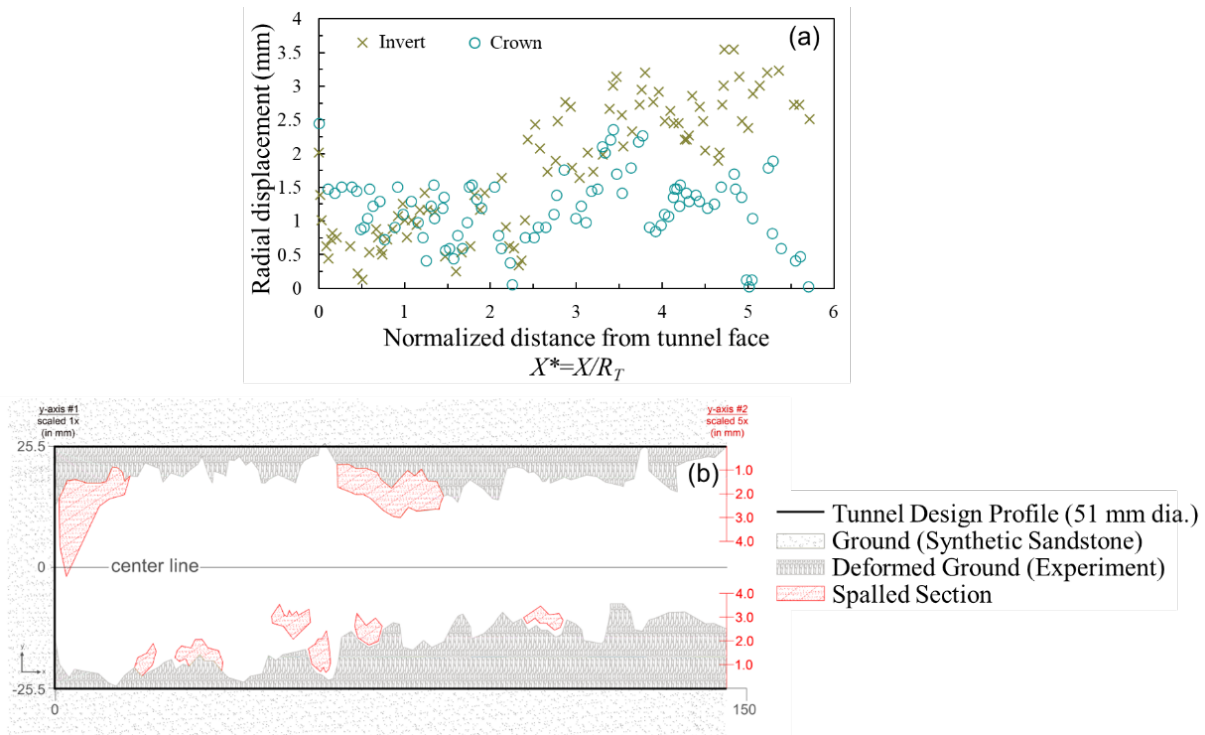 4
3.5
3
2.5
2
1.5
1
0.5
0
Radial displacement (mm)
Invert
Crown
(a)
0 1 2 3 4 5 6
Normalized distance from tunnel face
X*=X/R_T
y-axis #1
scaled 1x
(in mm)
y-axis #2
scaled 5x
(in mm)
25.5
(b)
1.0
2.0
3.0
4.0
0
center line
4.0
3.0
2.0
1.0
y
x
-25.5
0
150
Tunnel Design Profile (51 mm dia.)
Ground (Synthetic Sandstone)
Deformed Ground (Experiment)
Spalled Section